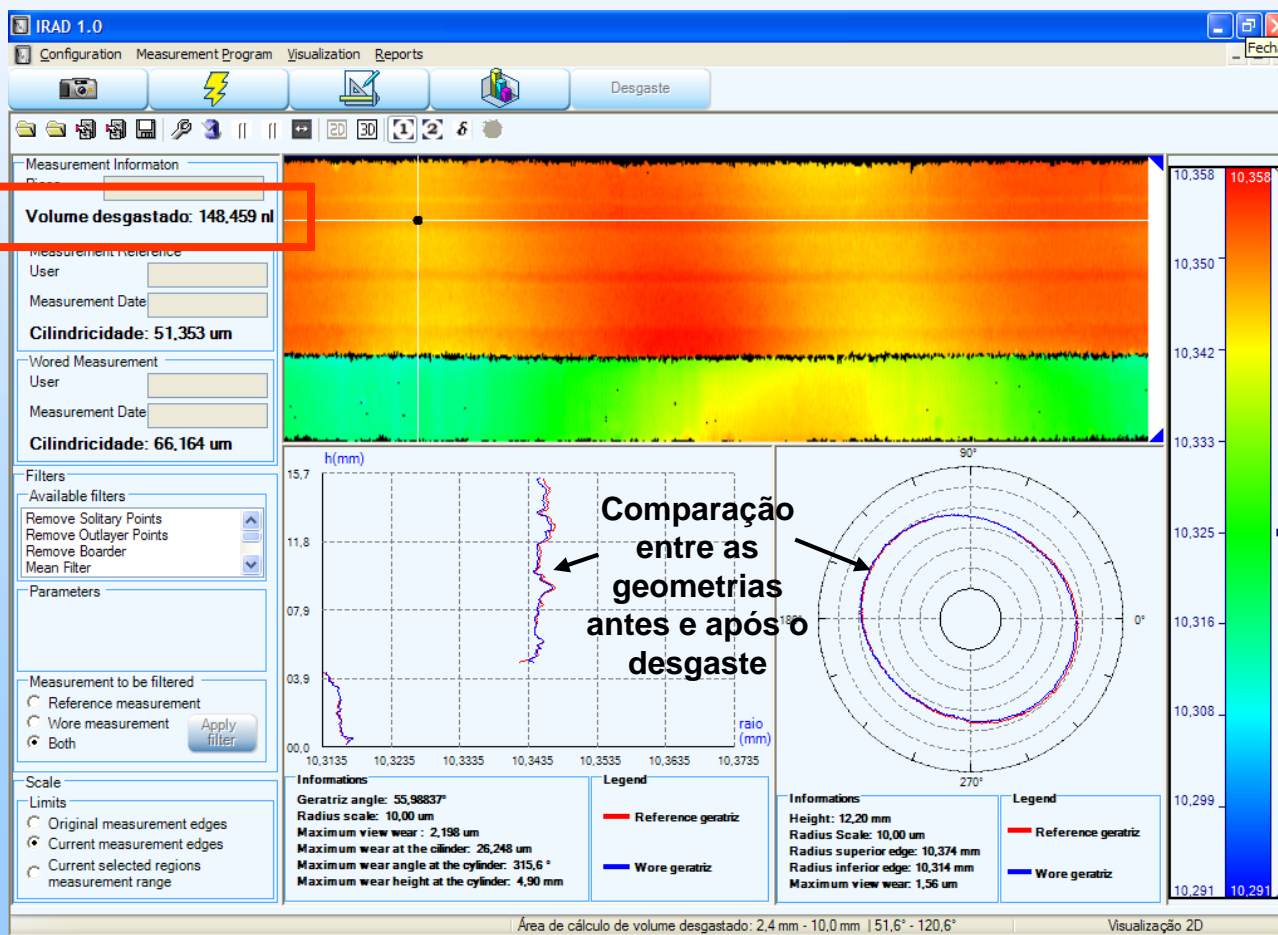 IRAD 1.0
Fech
Configuration Measurement Program Visualization Reports
Desgaste
2D 3D 1 2 δ
Measurement Informaton
Volume desgastado: 148,459 nl
Measurement Reference
User
Measurement Date
Cilindricidade: 51,353 um
Wored Measurement
User
Measurement Date
Cilindricidade: 66,164 um
Filters
Available filters
Remove Solitary Points
Remove Outlayer Points
Remove Boarder
Mean Filter
Parameters
Measurement to be filtered
Reference measurement
Wore measurement
Both
Apply
filter
Scale
Limits
Original measurement edges
Current measurement edges
Current selected regions
measurement range
h(mm)
15,7
11,8
07,9
03,9
00,0
10,3135 10,3235 10,3335 10,3435 10,3535 10,3635 10,3735
raio
(mm)
Comparação
entre as
geometrias
antes e após o
desgaste
90°
180°
0°
270°
Informations
Geratriz angle: 55,98837°
Radius scale: 10,00 um
Maximum view wear : 2,198 um
Maximum wear at the cilinder: 26,248 um
Maximum wear angle at the cylinder: 315,6 °
Maximum wear height at the cylinder: 4,90 mm
Legend
Reference geratriz
Wore geratriz
Informations
Height: 12,20 mm
Radius Scale: 10,00 um
Radius superior edge: 10,374 mm
Radius inferior edge: 10,314 mm
Maximum view wear: 1,56 um
Legend
Reference geratriz
Wore geratriz
10,358 10,358
10,350
10,342
10,333
10,325
10,316
10,308
10,299
10,291 10,291
Área de cálculo de volume desgastado: 2,4 mm - 10,0 mm | 51,6° - 120,6°
Visualização 2D